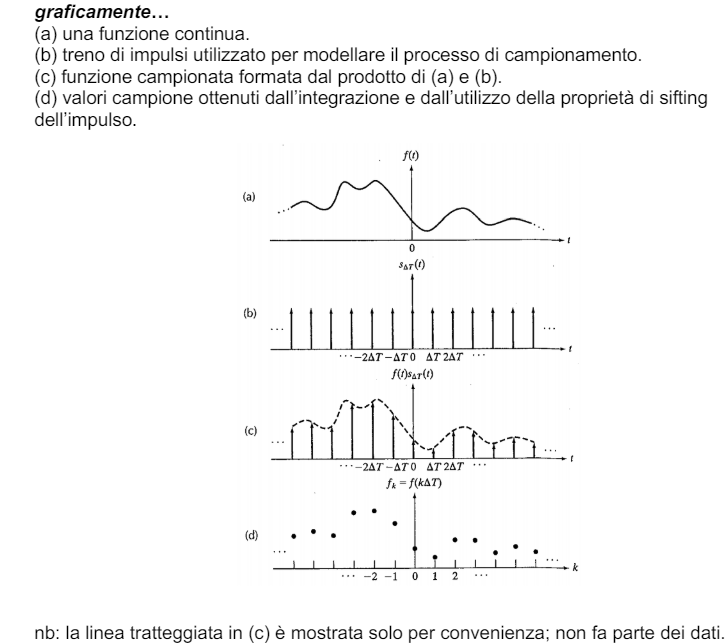 graficamente…
(a) una funzione continua.
(b) treno di impulsi utilizzato per modellare il processo di campionamento.
(c) funzione campionata formata dal prodotto di (a) e (b).
(d) valori campione ottenuti dall'integrazione e dall'utilizzo della proprietà di sifting
dell'impulso.
f(t)
(a)
t
0
s_ΔT(t)
(b)
... ...
t
···−2ΔT −ΔT 0 ΔT 2ΔT ···
f(t)s_ΔT(t)
(c)
... ...
t
···−2ΔT −ΔT 0 ΔT 2ΔT ···
f_k = f(kΔT)
(d)
... ...
k
··· −2 −1 0 1 2 ···
nb: la linea tratteggiata in (c) è mostrata solo per convenienza; non fa parte dei dati.